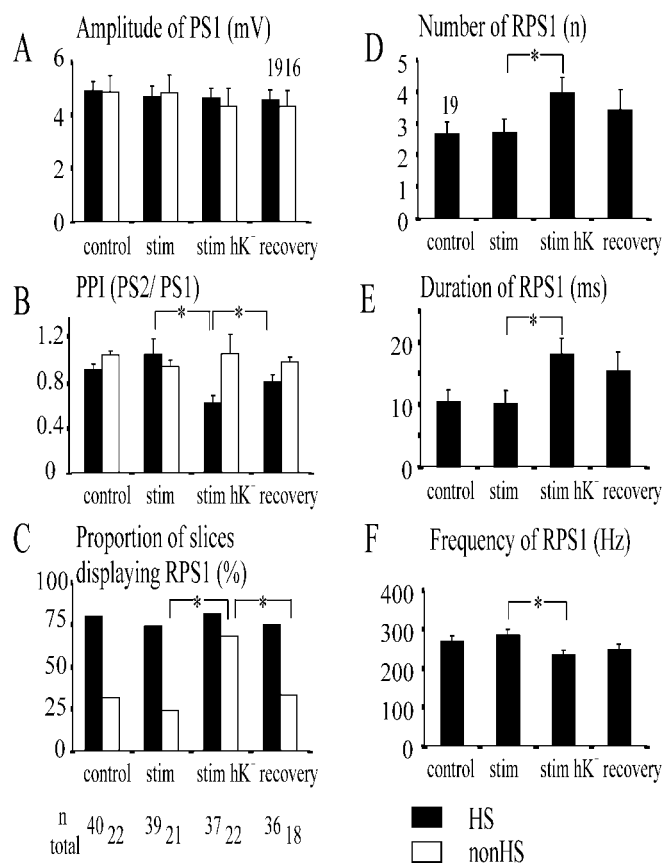 A
Amplitude of PS1 (mV)
6
4
2
0
1916
control stim stim hK⁻ recovery
B
PPI (PS2/ PS1)
1.2
0.8
0.4
0
* *
control stim stim hK⁻ recovery
C
Proportion of slices
displaying RPS1 (%)
75
75
25
0
* *
control stim stim hK⁻ recovery
n
total
40 22 39 21 37 22 36 18
D
Number of RPS1 (n)
5
4
3
2
1
0
19
*
control stim stim hK⁻ recovery
E
Duration of RPS1 (ms)
20
10
0
*
control stim stim hK⁻ recovery
F
Frequency of RPS1 (Hz)
400
300
200
100
0
*
control stim stim hK⁻ recovery
HS
nonHS